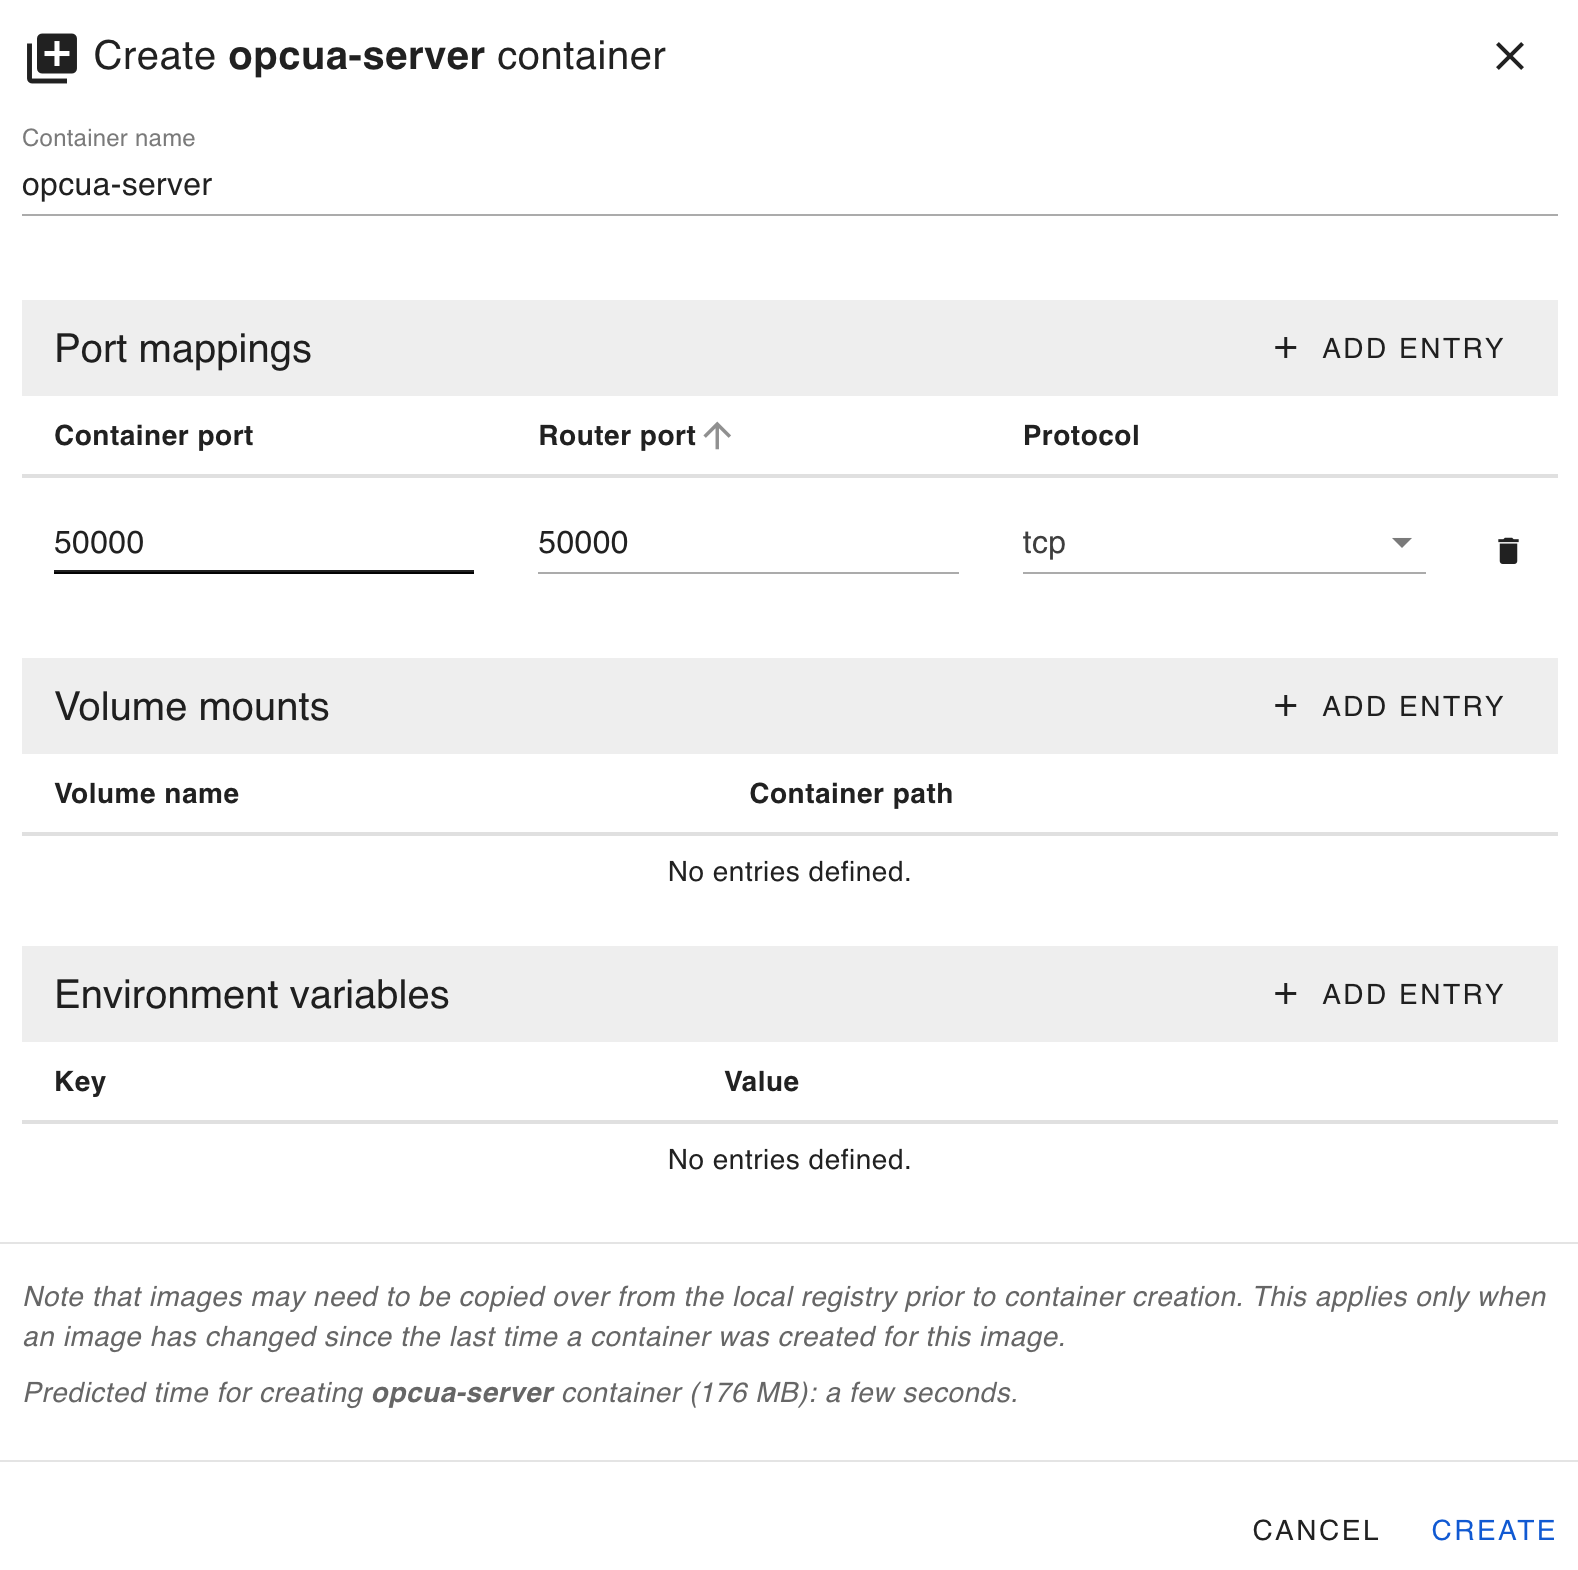 Create opcua-server container
Container name
opcua-server
Port mappings
+ ADD ENTRY
Container port Router port Protocol
50000 50000 tcp
Volume mounts
+ ADD ENTRY
Volume name Container path
No entries defined.
Environment variables
+ ADD ENTRY
Key Value
No entries defined.
Note that images may need to be copied over from the local registry prior to container creation. This applies only when
an image has changed since the last time a container was created for this image.
Predicted time for creating opcua-server container (176 MB): a few seconds.
CANCEL CREATE